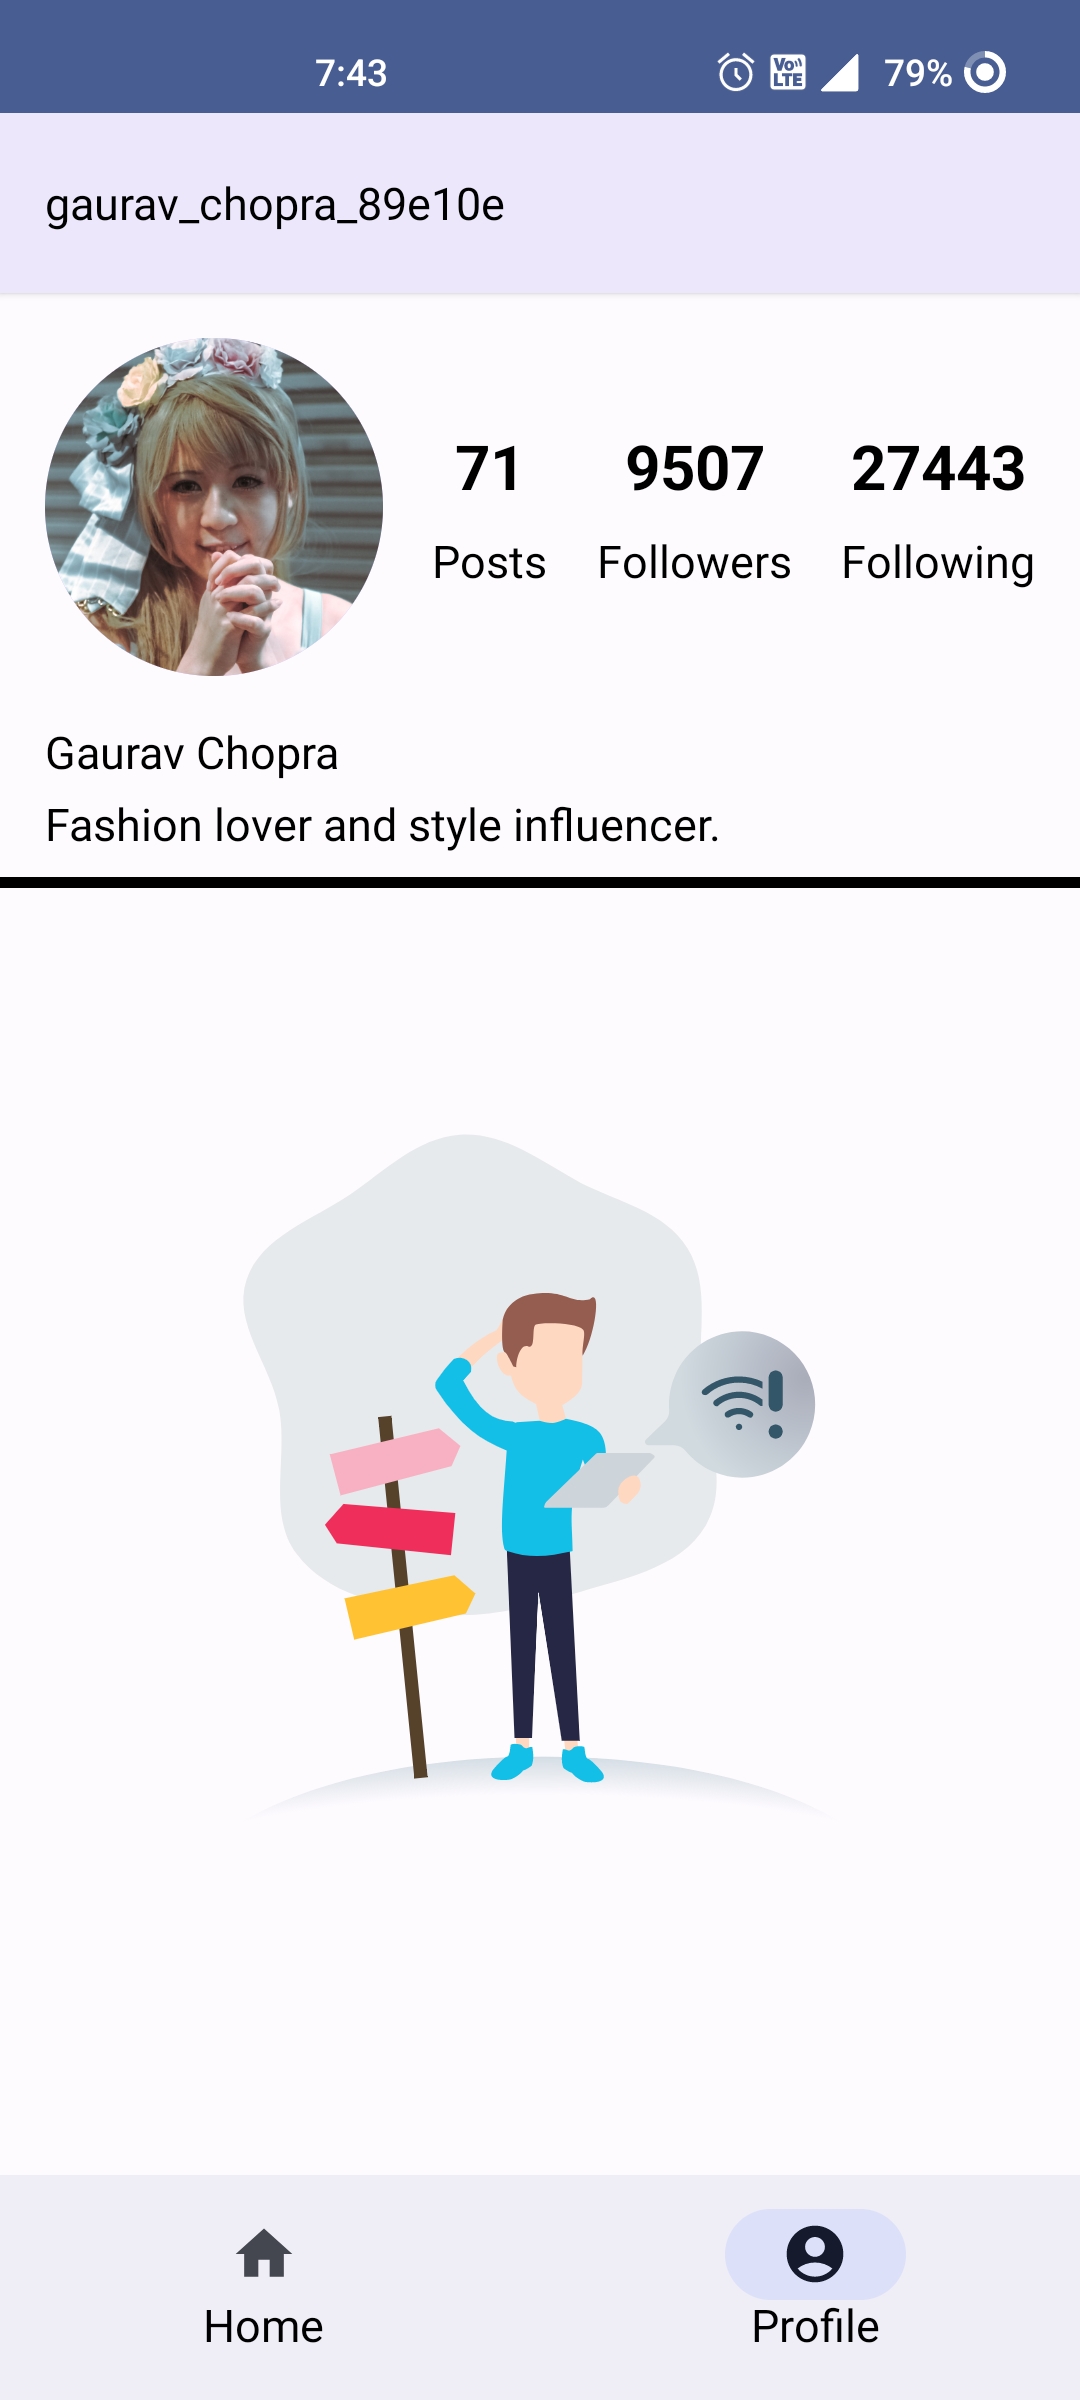 7:43
Vo))
LTE
79%
gaurav_chopra_89e10e
71
9507
27443
Posts
Followers
Following
Gaurav Chopra
Fashion lover and style influencer.
Home
Profile